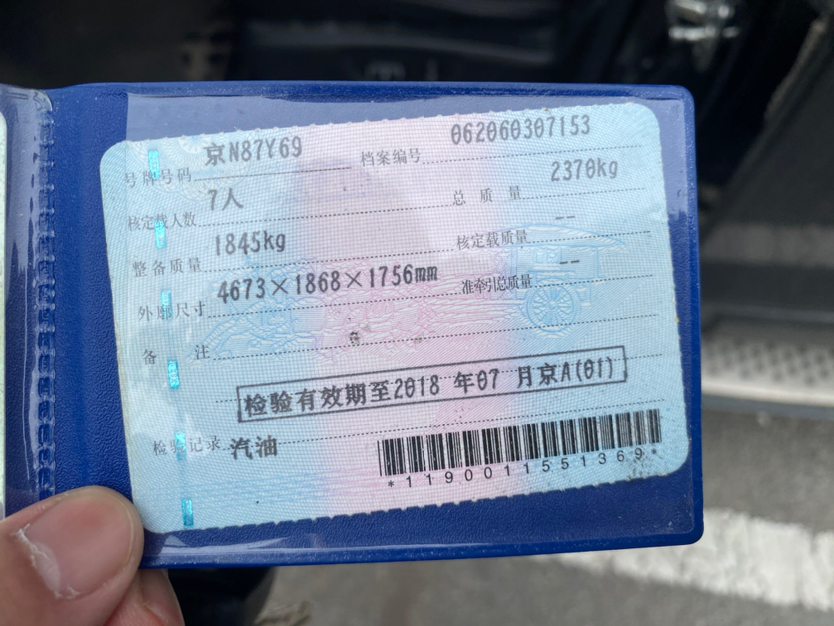 号牌号码 京N87Y69 档案编号 062060307153
核定载人数 7人 总质量 2370kg
整备质量 1845kg 核定载质量 --
外廓尺寸 4673×1868×1756mm 准牵引总质量 --
备注
检验有效期至2018 年07 月京A(01)
检验记录 汽油
*1190011551369*